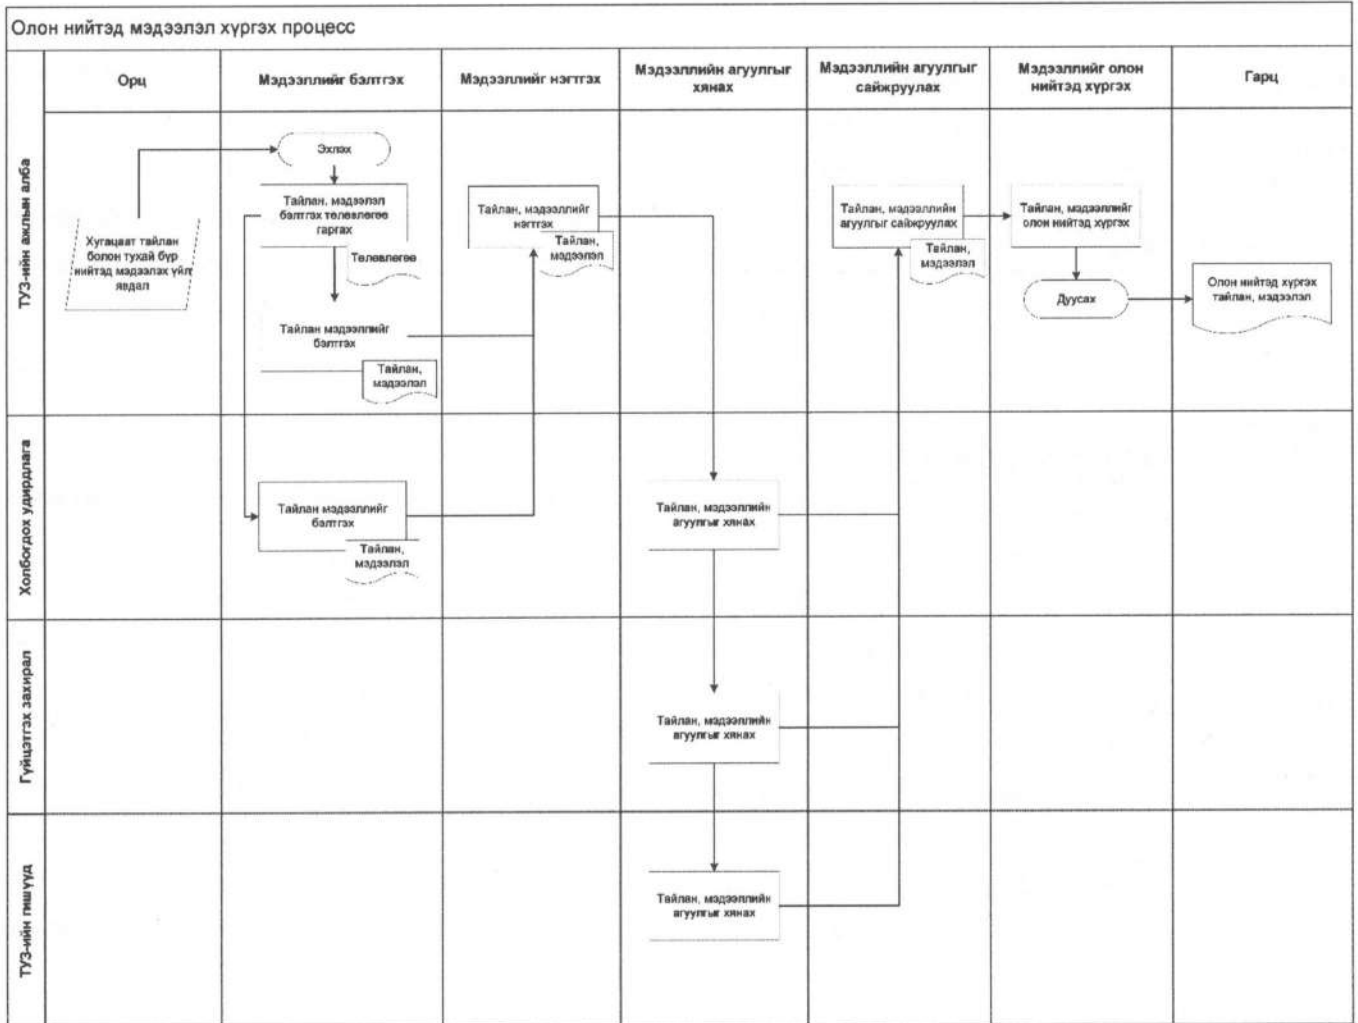 Олон нийтэд мэдээлэл хүргэх процесс
Орц
Мэдээллийг бэлтгэх
Мэдээллийг нэгтгэх
Мэдээллийн агуулгыг
хянах
Мэдээллийн агуулгыг
сайжруулах
Мэдээллийг олон
нийтэд хүргэх
Гарц
ТУЗ-ийн ажлын алба
Хугацаат тайлан
болон тухай бүр
нийтэд мэдээлэх үйл
явдал
Эхлэх
Тайлан, мэдээлэл
бэлтгэх төлөвлөгөө
гаргах
Төлөвлөгөө
Тайлан мэдээллийг
бэлтгэх
Тайлан,
мэдээлэл
Тайлан, мэдээллийг
нэгтгэх
Тайлан,
мэдээлэл
Тайлан, мэдээллийн
агуулгыг сайжруулах
Тайлан,
мэдээлэл
Тайлан, мэдээллийг
олон нийтэд хүргэх
Дуусах
Олон нийтэд хүргэх
тайлан, мэдээлэл
Холбогдох удирдлага
Тайлан мэдээллийг
бэлтгэх
Тайлан,
мэдээлэл
Тайлан, мэдээллийн
агуулгыг хянах
Гүйцэтгэх захирал
Тайлан, мэдээллийн
агуулгыг хянах
ТУЗ-ийн гишүүд
Тайлан, мэдээллийн
агуулгыг хянах